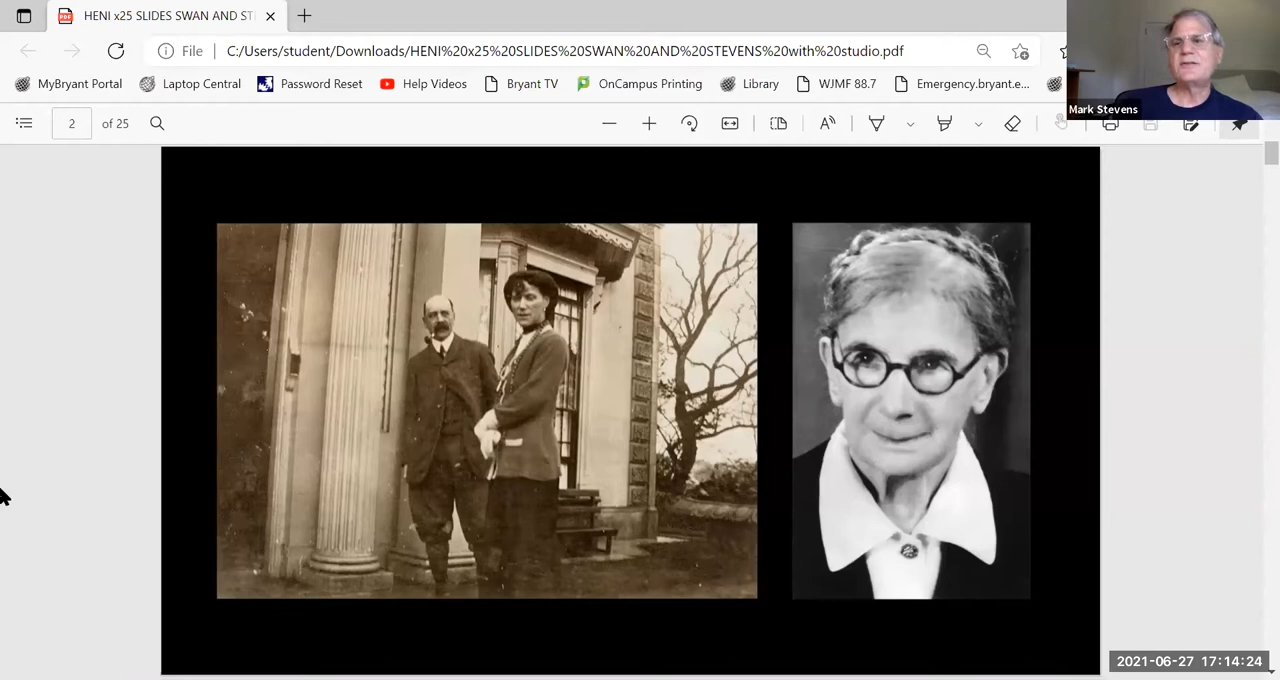 HENI x25 SLIDES SWAN AND ST
File C:/Users/student/Downloads/HENI%20x25%20SLIDES%20SWAN%20AND%20STEVENS%20with%20studio.pdf
MyBryant Portal Laptop Central Password Reset Help Videos Bryant TV OnCampus Printing Library WJMF 88.7 Emergency.bryant.e...
Mark Stevens
2 of 25
2021-06-27 17:14:24